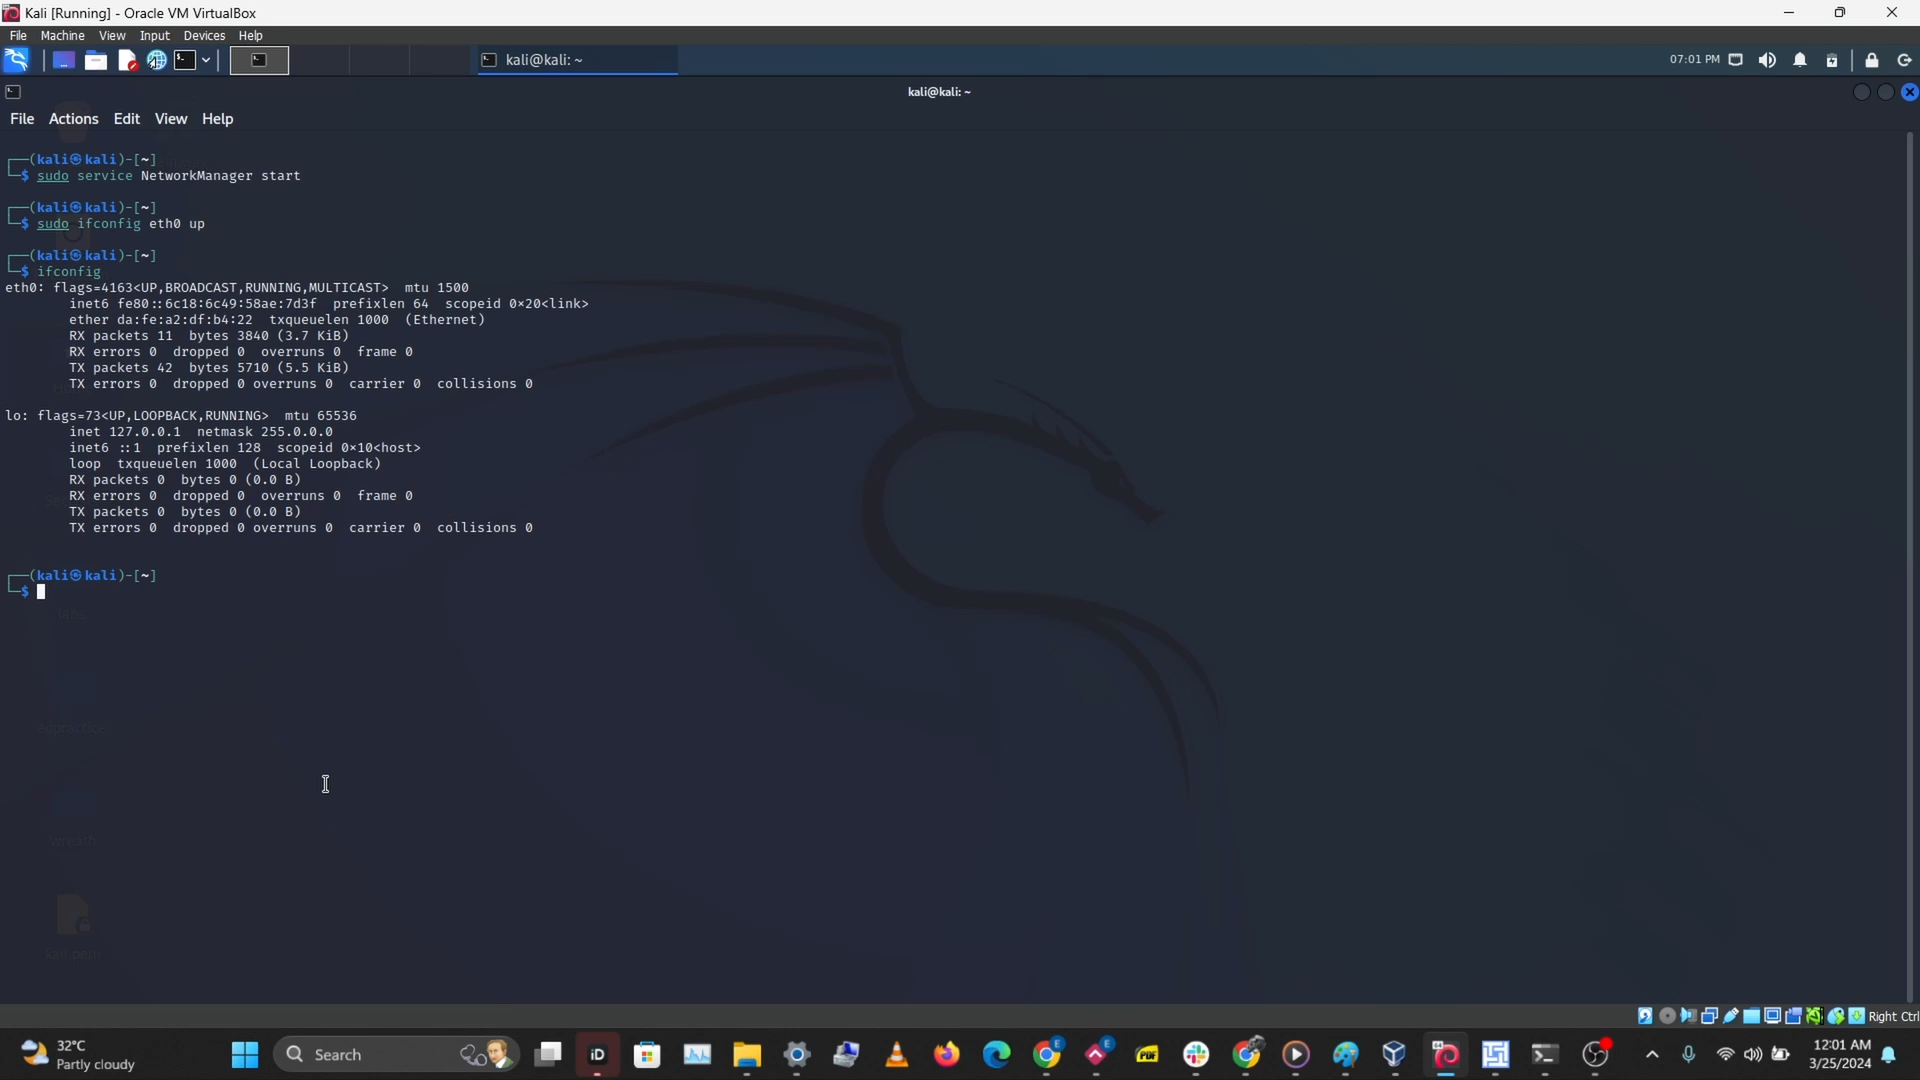 Kali [Running] - Oracle VM VirtualBox
File Machine View Input Devices Help
kali@kali: ~
07:01 PM
kali@kali: ~
File Actions Edit View Help
┌──(kali㉿kali)-[~]
└─$ sudo service NetworkManager start
┌──(kali㉿kali)-[~]
└─$ sudo ifconfig eth0 up
┌──(kali㉿kali)-[~]
└─$ ifconfig
eth0: flags=4163<UP,BROADCAST,RUNNING,MULTICAST>  mtu 1500
inet6 fe80::6c18:6c49:58ae:7d3f  prefixlen 64  scopeid 0×20<link>
ether da:fe:a2:df:b4:22  txqueuelen 1000  (Ethernet)
RX packets 11  bytes 3840 (3.7 KiB)
RX errors 0  dropped 0  overruns 0  frame 0
TX packets 42  bytes 5710 (5.5 KiB)
TX errors 0  dropped 0 overruns 0  carrier 0  collisions 0
lo: flags=73<UP,LOOPBACK,RUNNING>  mtu 65536
inet 127.0.0.1  netmask 255.0.0.0
inet6 ::1  prefixlen 128  scopeid 0×10<host>
loop  txqueuelen 1000  (Local Loopback)
RX packets 0  bytes 0 (0.0 B)
RX errors 0  dropped 0  overruns 0  frame 0
TX packets 0  bytes 0 (0.0 B)
TX errors 0  dropped 0 overruns 0  carrier 0  collisions 0
┌──(kali㉿kali)-[~]
└─$
adpractice
wreath
Right Ctrl
32°C
Partly cloudy
Search
12:01 AM
3/25/2024